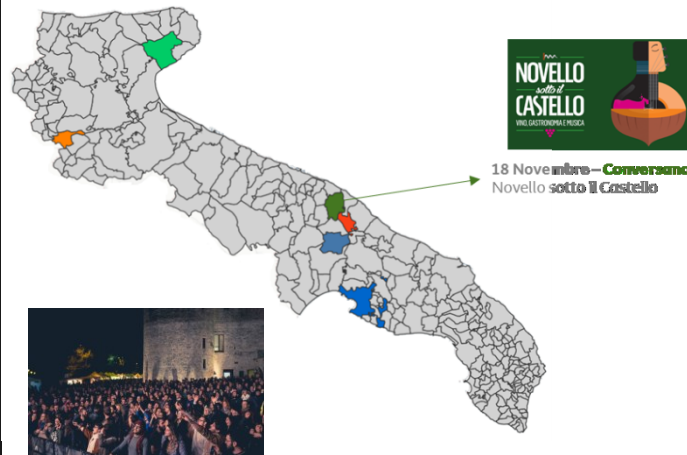 NOVELLO
sotto il
CASTELLO
VINO, GASTRONOMIA E MUSICA
18 Novembre – Conversano
Novello sotto il Castello